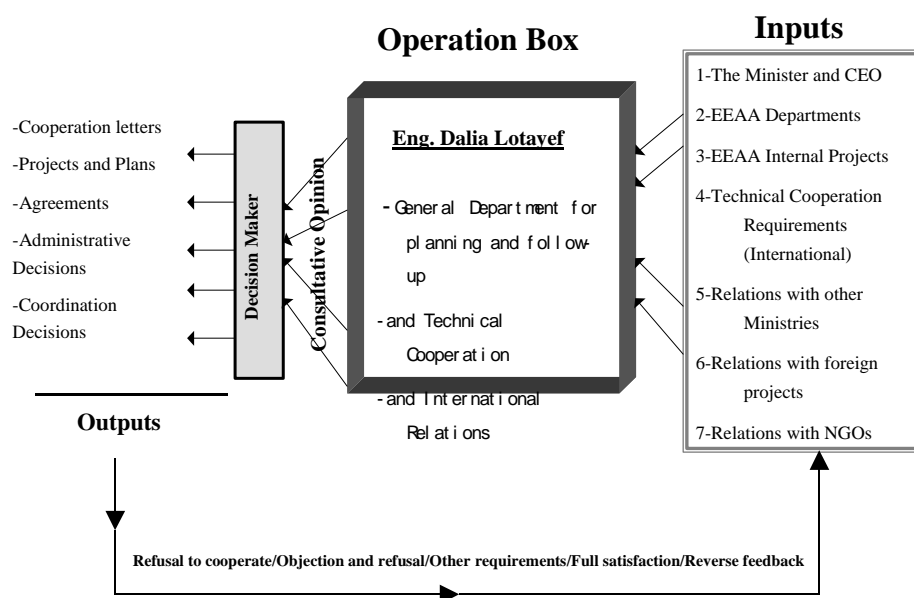 Operation Box
Inputs
-Cooperation letters
-Projects and Plans
-Agreements
-Administrative
Decisions
-Coordination
Decisions
Outputs
Decision Maker
Consultative Opinion
Eng. Dalia Lotayef
- General Department for
planning and follow-
up
-and Technical
Cooperation
-and International
Relations
1-The Minister and CEO
2-EEAA Departments
3-EEAA Internal Projects
4-Technical Cooperation
Requirements
(International)
5-Relations with other
Ministries
6-Relations with foreign
projects
7-Relations with NGOs
Refusal to cooperate/Objection and refusal/Other requirements/Full satisfaction/Reverse feedback